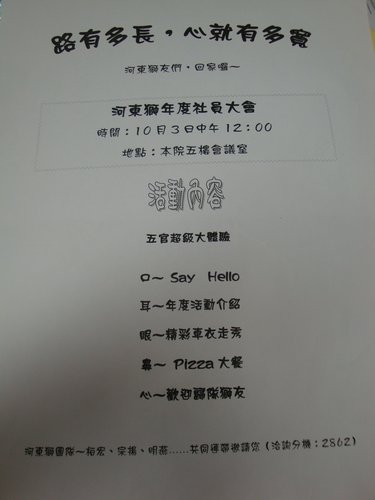 路有多長,心就有多寬
河東獅友們,回家囉~
河東獅年度社員大會
時間:10月3日中午12:00
地點:本院五樓會議室
活動內容
五官超級大體驗
口~ Say Hello
耳~年度活動介紹
眼~精彩車衣走秀
鼻~ Pizza大餐
心~歡迎歸隊獅友
河東獅團隊~栢宏、宗揚、明燕......共同連帶邀請您(洽詢分機:2862)